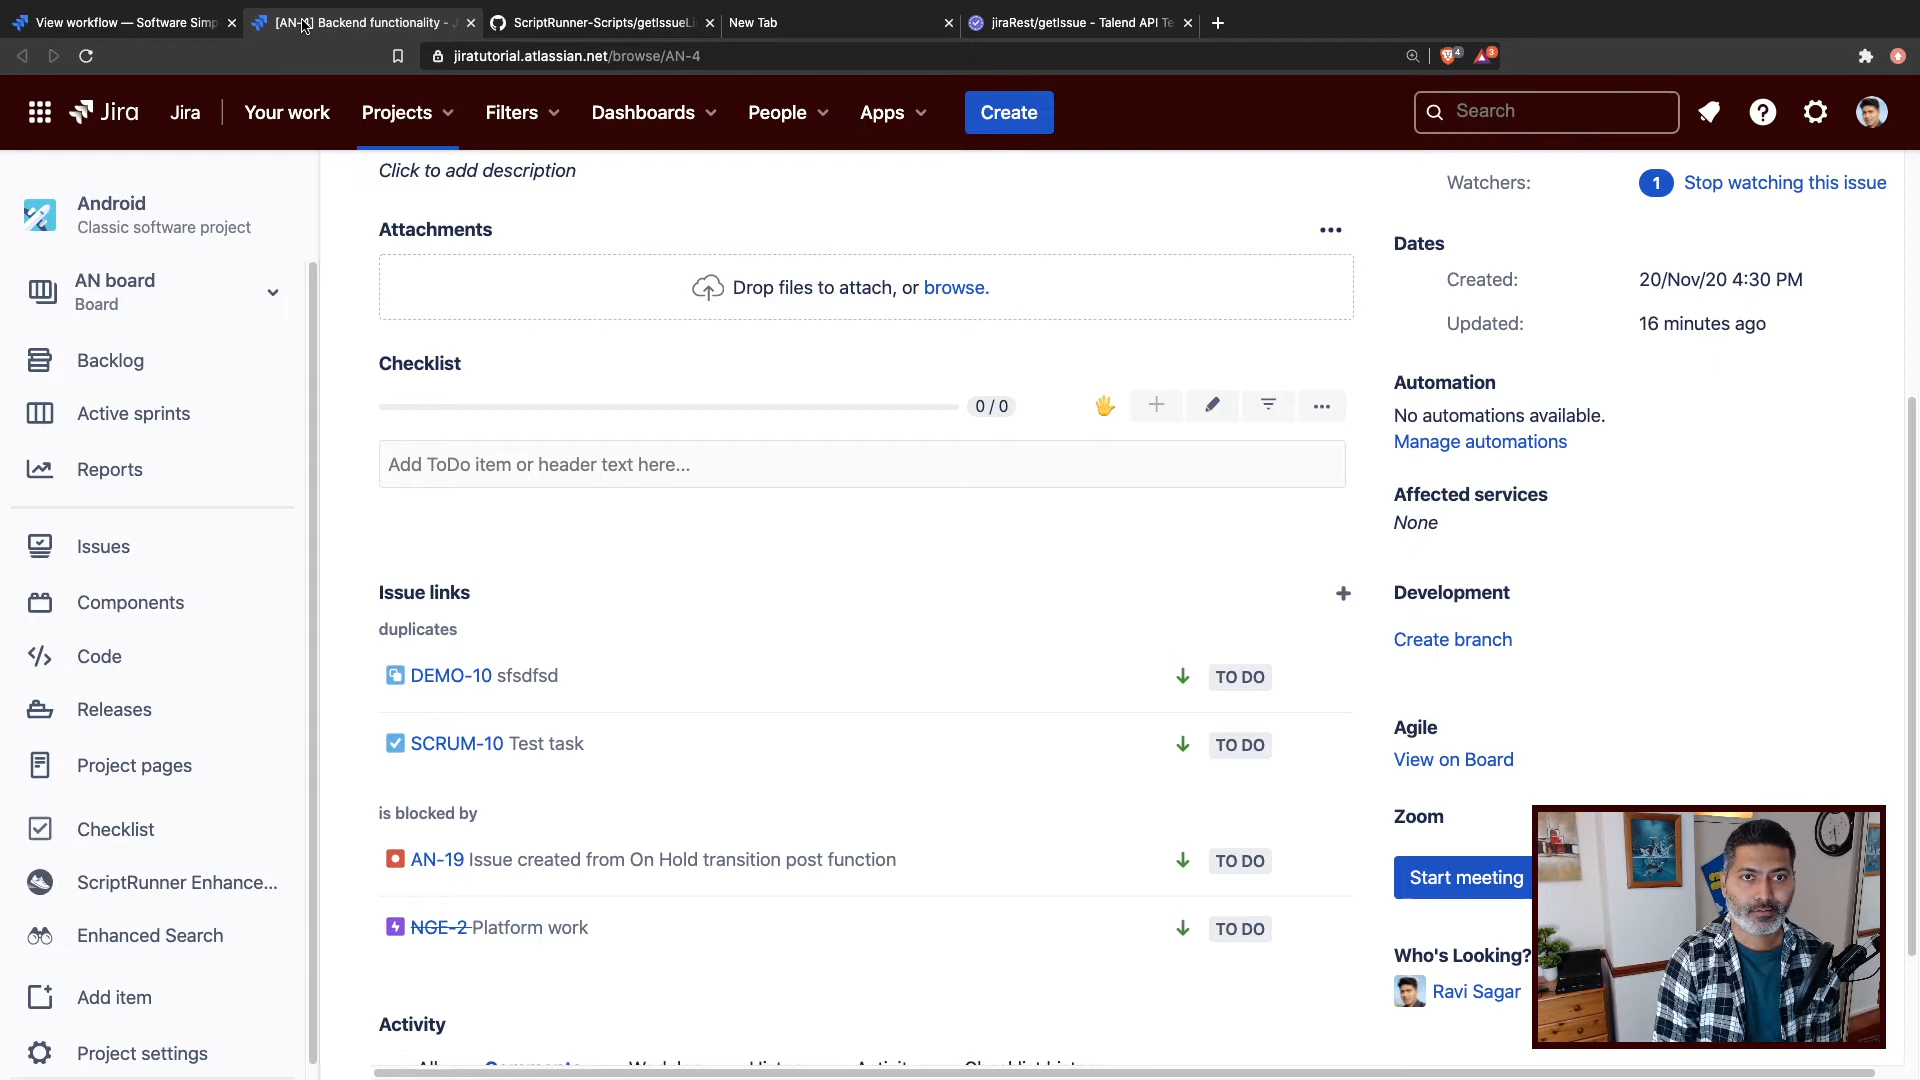 View workflow — Software Simp
[AN-4] Backend functionality - J
ScriptRunner-Scripts/getIssueLi
New Tab
jiraRest/getIssue - Talend API Te
jiratutorial.atlassian.net/browse/AN-4
4
3
Jira
Jira
Your work
Projects
Filters
Dashboards
People
Apps
Create
Search
Android
Classic software project
AN board
Board
Backlog
Active sprints
Reports
Issues
Components
Code
Releases
Project pages
Checklist
ScriptRunner Enhance...
Enhanced Search
Add item
Project settings
Click to add description
Attachments
Drop files to attach, or browse.
Checklist
0 / 0
Add ToDo item or header text here...
Issue links
duplicates
DEMO-10 sfsdfsd
TO DO
SCRUM-10 Test task
TO DO
is blocked by
AN-19 Issue created from On Hold transition post function
TO DO
NGE-2 Platform work
TO DO
Activity
Watchers:
1 Stop watching this issue
Dates
Created: 20/Nov/20 4:30 PM
Updated: 16 minutes ago
Automation
No automations available.
Manage automations
Affected services
None
Development
Create branch
Agile
View on Board
Zoom
Start meeting
Who's Looking?
Ravi Sagar